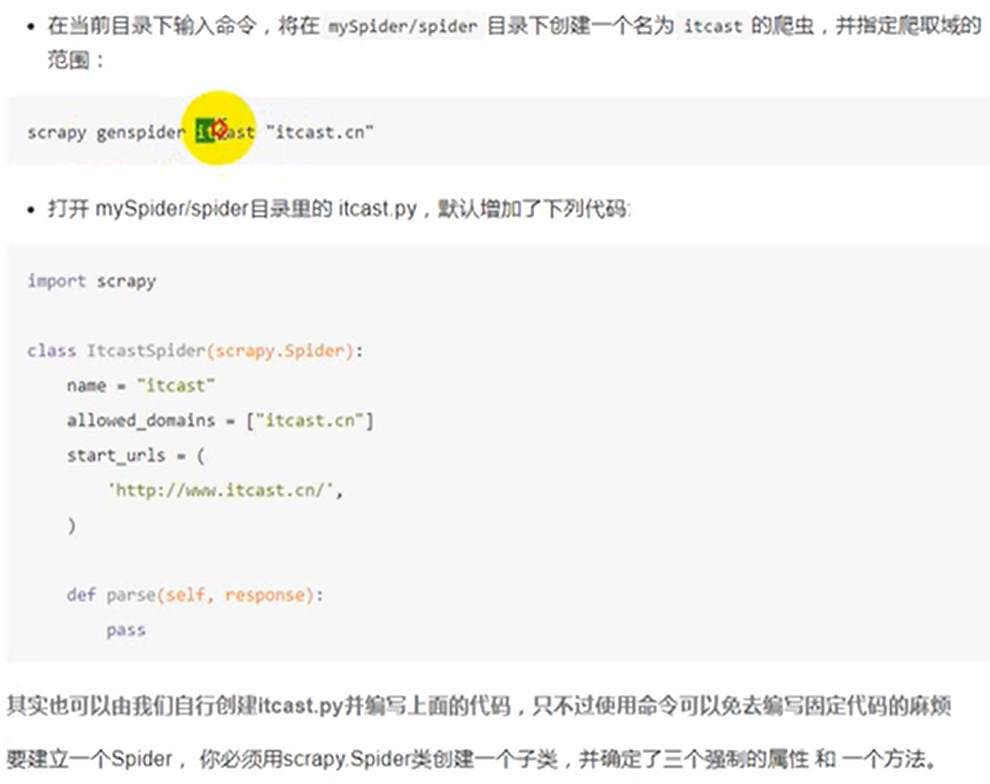 在当前目录下输入命令，将在 mySpider/spider 目录下创建一个名为 itcast 的爬虫，并指定爬取域的
范围：
scrapy genspider itcast "itcast.cn"
打开 mySpider/spider目录里的 itcast.py，默认增加了下列代码:
import scrapy
class ItcastSpider(scrapy.Spider):
name = "itcast"
allowed_domains = ["itcast.cn"]
start_urls = (
'http://www.itcast.cn/',
)
def parse(self, response):
pass
其实也可以由我们自行创建itcast.py并编写上面的代码，只不过使用命令可以免去编写固定代码的麻烦
要建立一个Spider， 你必须用scrapy.Spider类创建一个子类，并确定了三个强制的属性 和 一个方法。